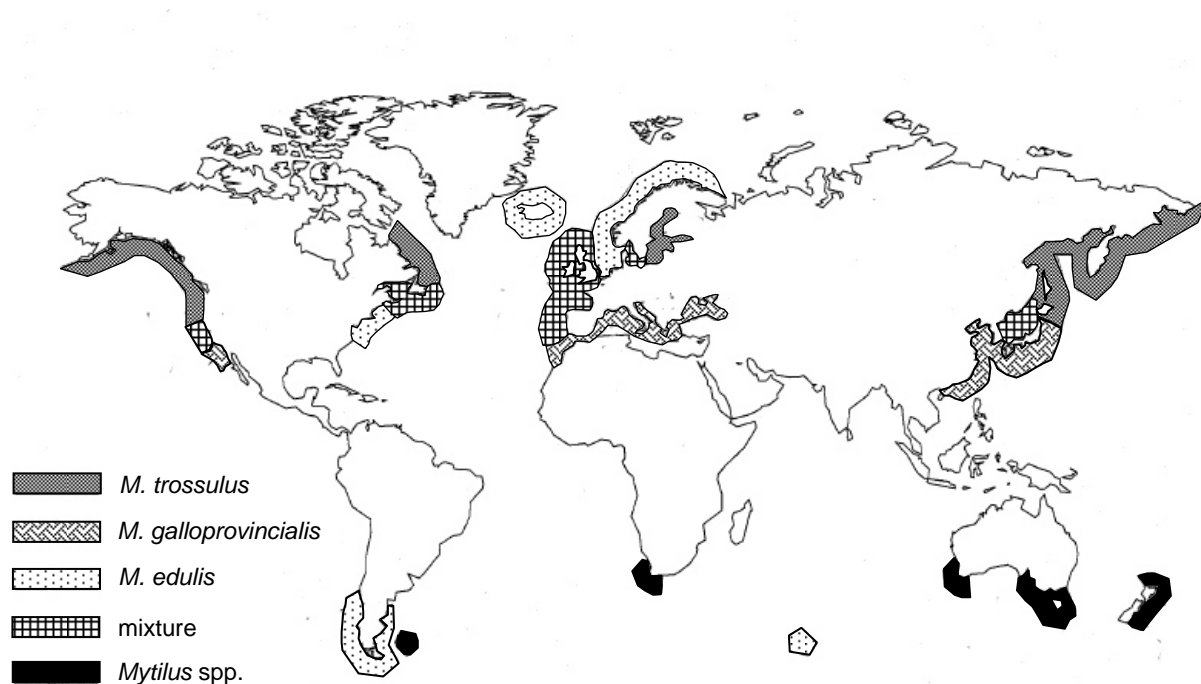 M. trossulus
M. galloprovincialis
M. edulis
mixture
Mytilus spp.